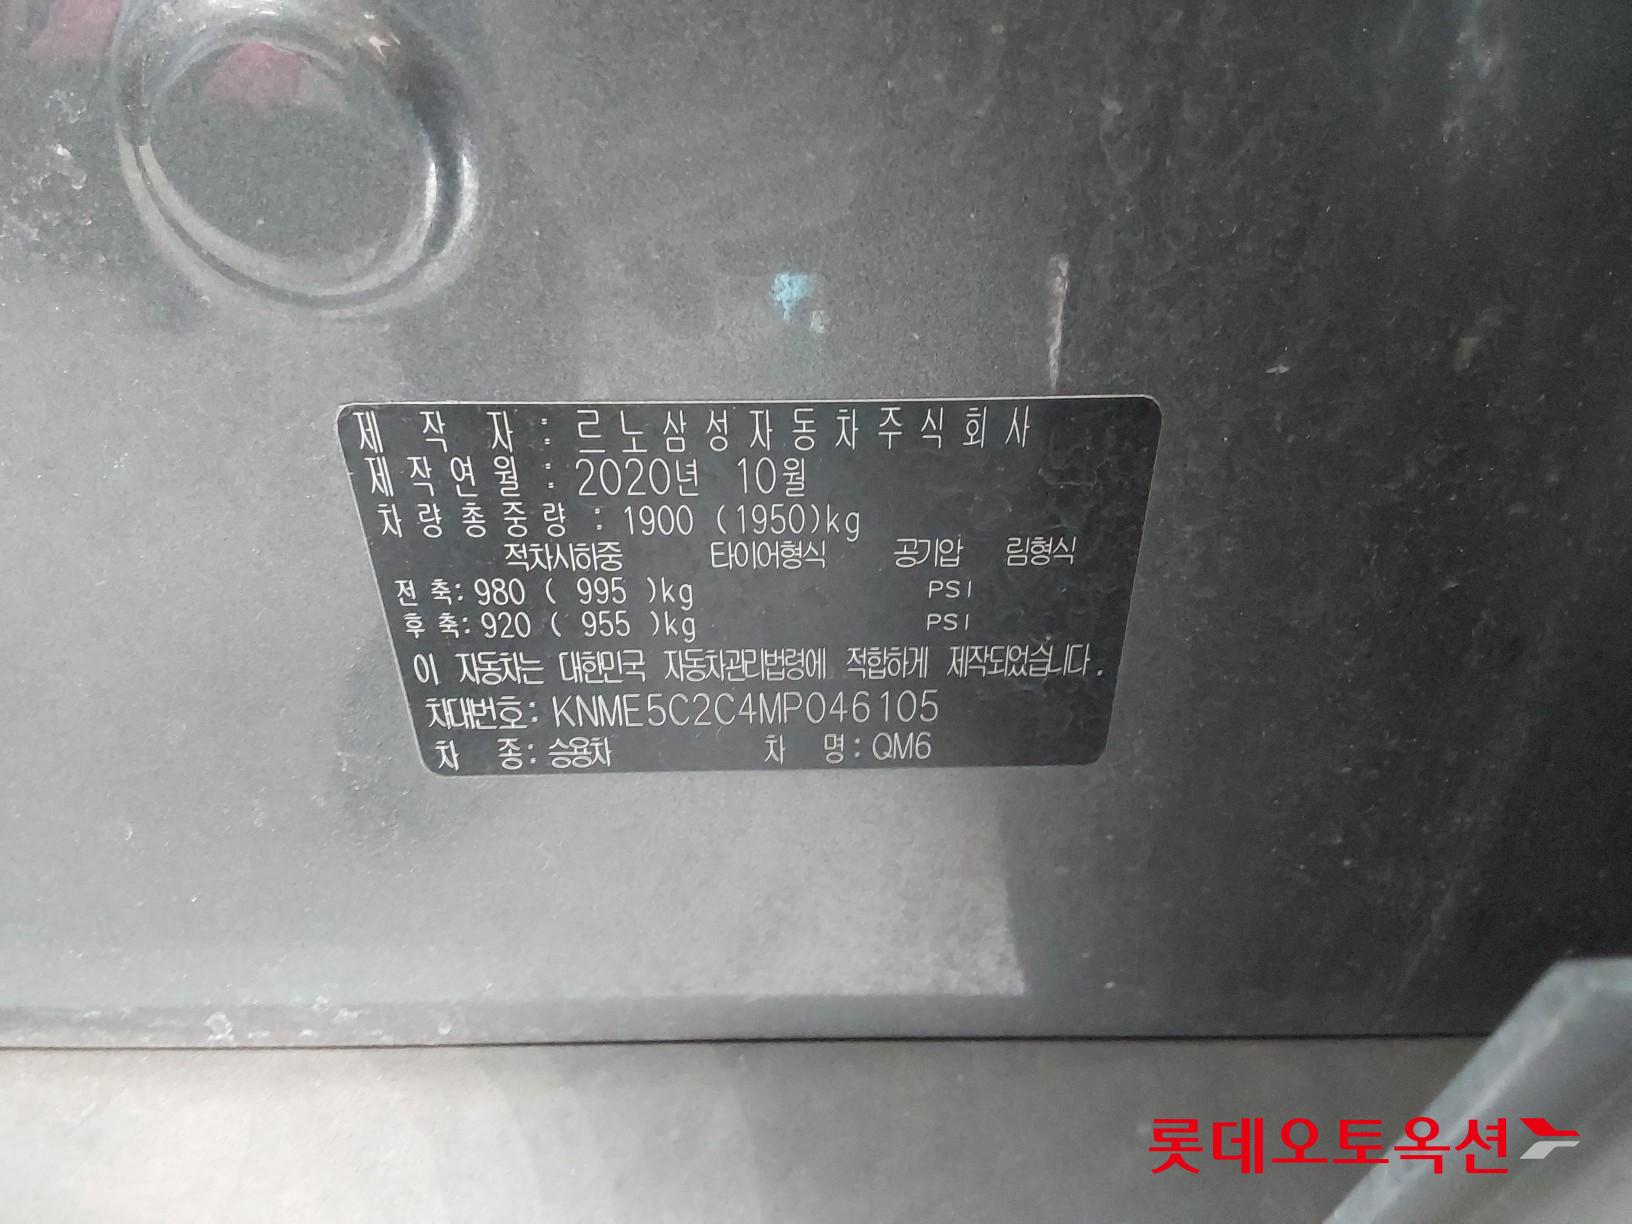 제 작 자 : 르노삼성자동차주식회사
제작연월 : 2020년 10월
차량총중량 : 1900 (1950)kg
적차시하중 타이어형식 공기압 림형식
전 축: 980 ( 995 )kg PSI
후 축: 920 ( 955 )kg PSI
이 자동차는 대한민국 자동차관리법령에 적합하게 제작되었습니다.
차대번호: KNME5C2C4MP046105
차 종: 승용차 차 명: QM6
롯데오토옥션